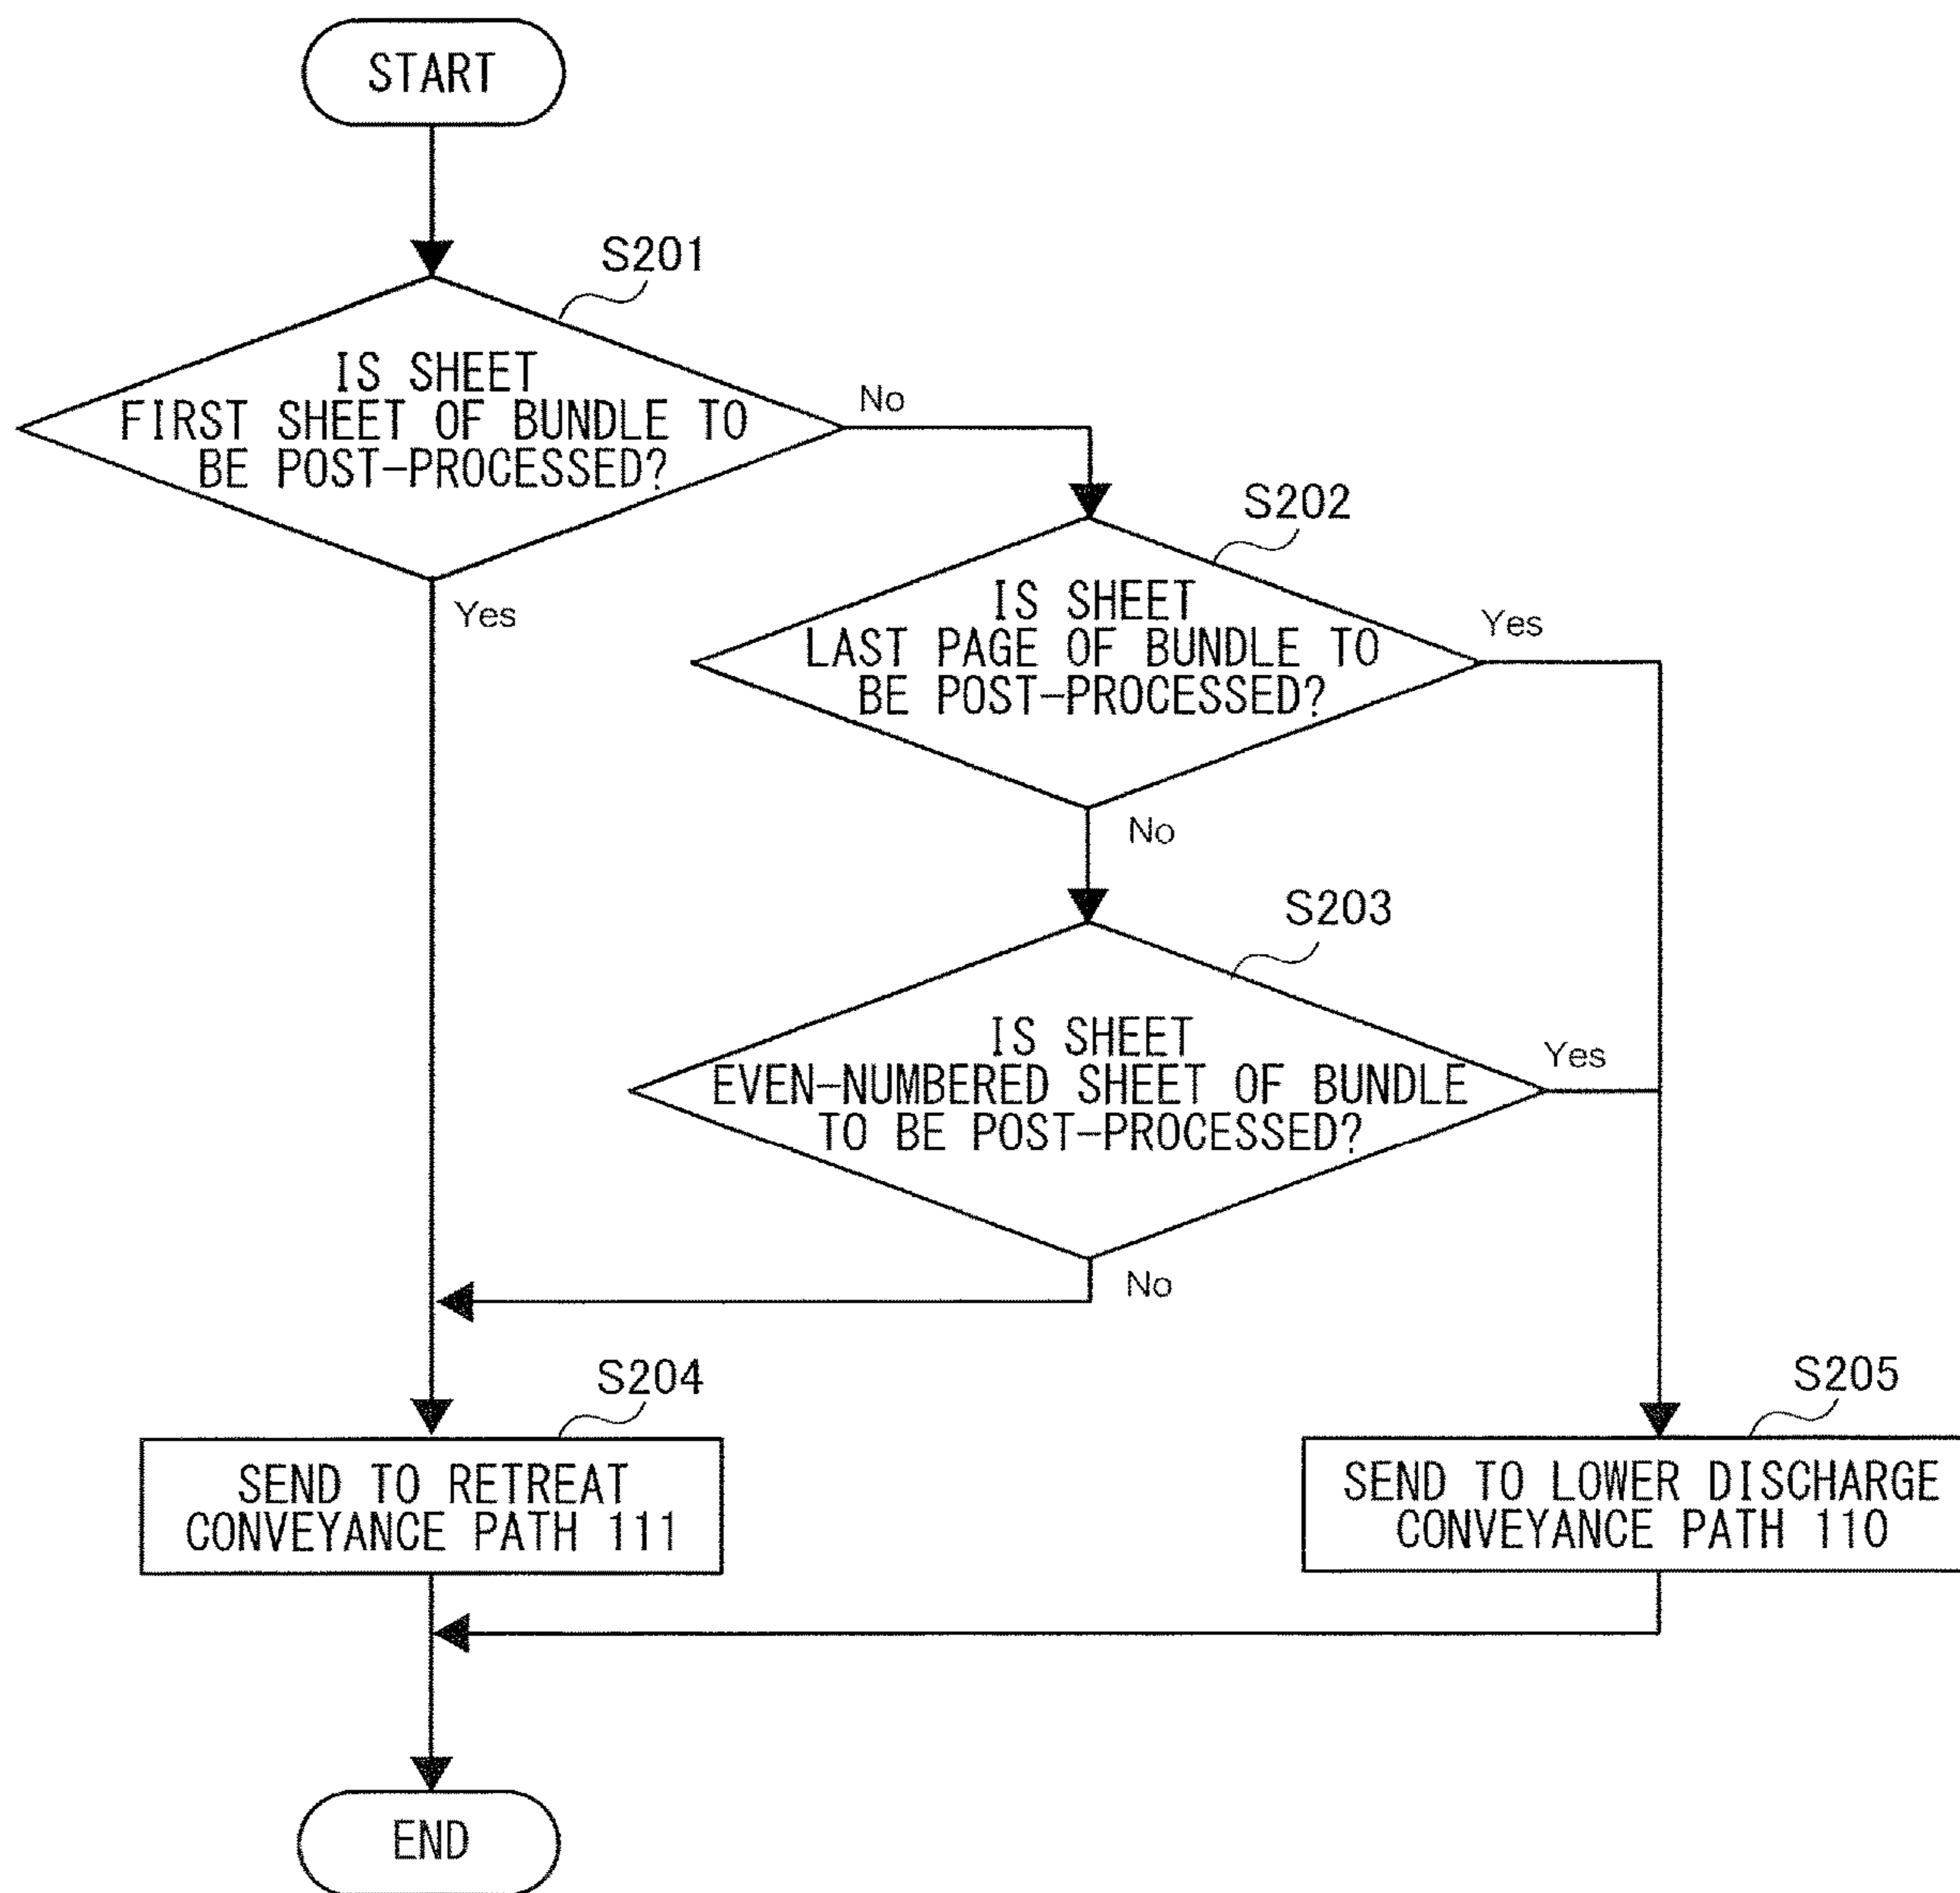 START
S201
IS SHEET
FIRST SHEET OF BUNDLE TO
BE POST-PROCESSED?
No
Yes
S202
IS SHEET
LAST PAGE OF BUNDLE TO
BE POST-PROCESSED?
Yes
No
S203
IS SHEET
EVEN-NUMBERED SHEET OF BUNDLE
TO BE POST-PROCESSED?
Yes
No
S204
SEND TO RETREAT
CONVEYANCE PATH 111
S205
SEND TO LOWER DISCHARGE
CONVEYANCE PATH 110
END